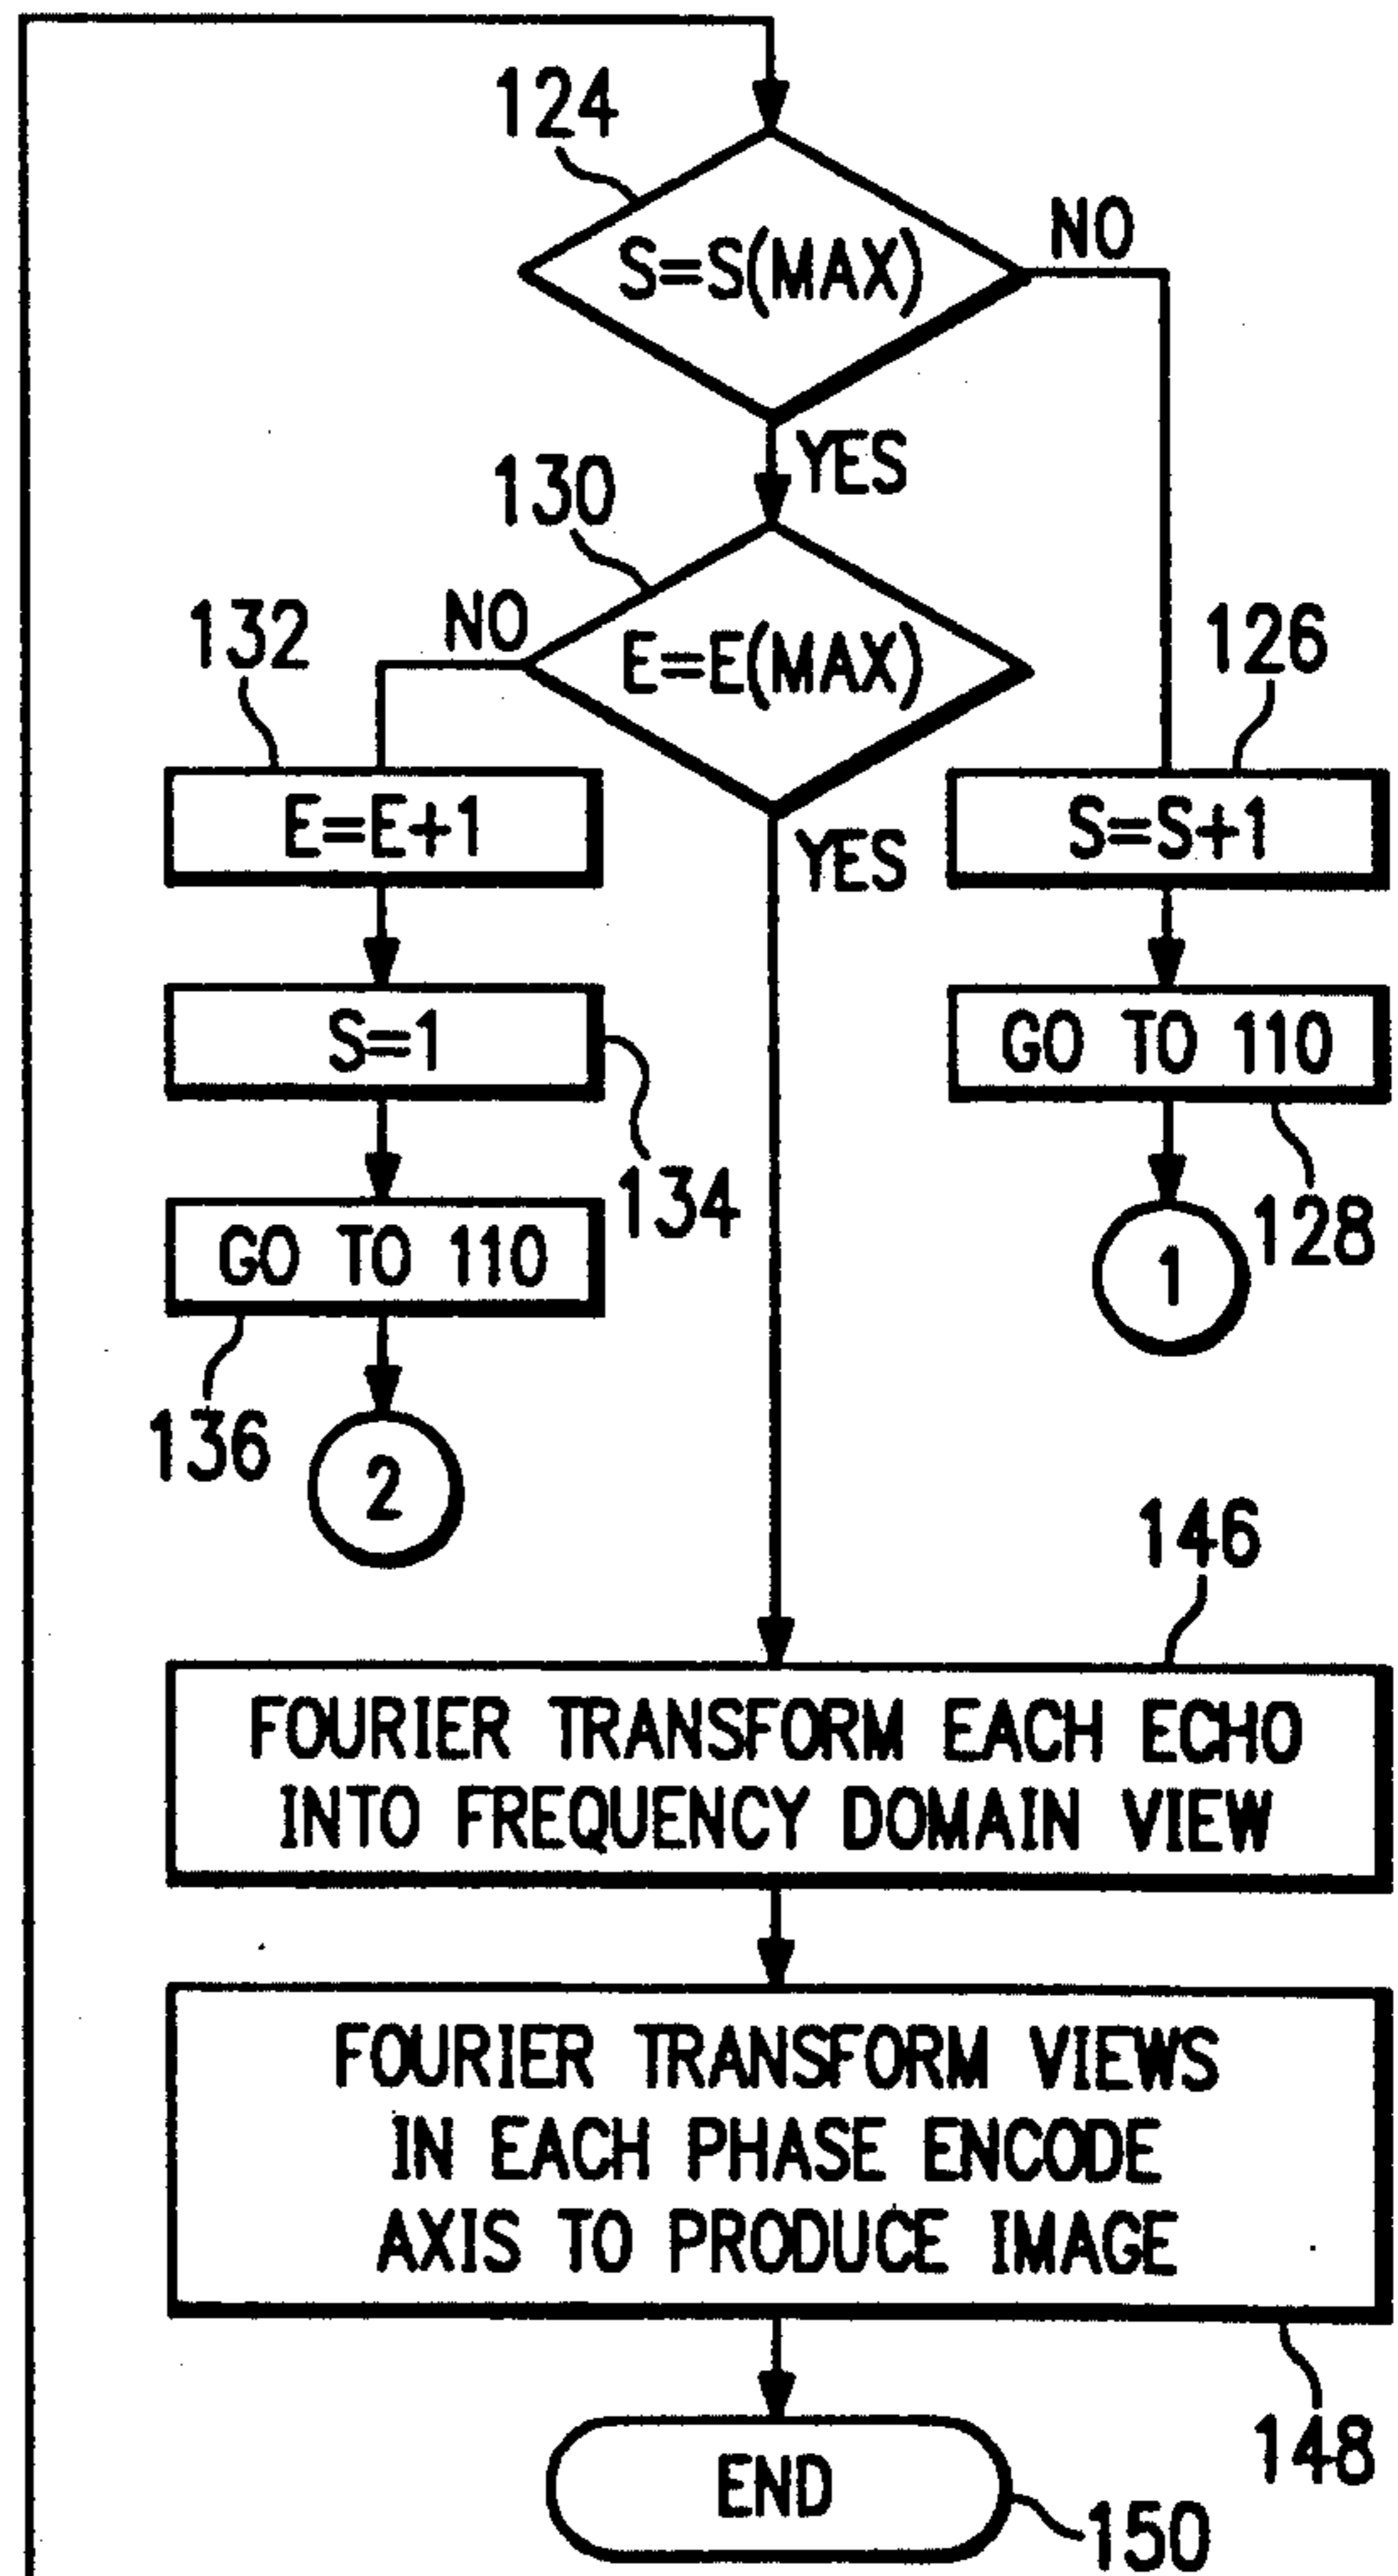 124
S=S(MAX)
NO
YES
130
NO
E=E(MAX)
YES
132
E=E+1
126
S=S+1
S=1
134
GO TO 110
128
1
GO TO 110
136
2
146
FOURIER TRANSFORM EACH ECHO
INTO FREQUENCY DOMAIN VIEW
FOURIER TRANSFORM VIEWS
IN EACH PHASE ENCODE
AXIS TO PRODUCE IMAGE
148
END
150